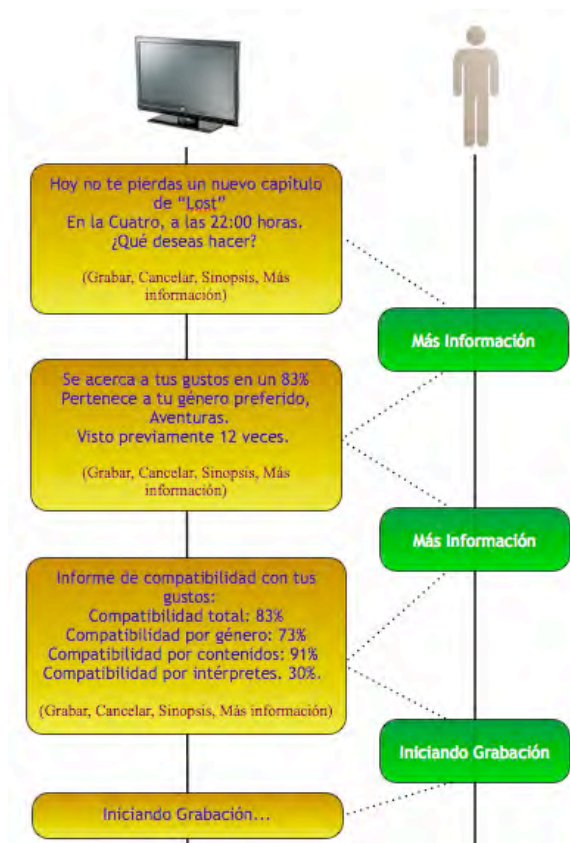 Hoy no te pierdas un nuevo capítulo
de “Lost”
En la Cuatro, a las 22:00 horas.
¿Qué deseas hacer?
(Grabar, Cancelar, Sinopsis, Más
información)
Más Información
Se acerca a tus gustos en un 83%
Pertenece a tu género preferido,
Aventuras.
Visto previamente 12 veces.
(Grabar, Cancelar, Sinopsis, Más
información)
Más Información
Informe de compatibilidad con tus
gustos:
Compatibilidad total: 83%
Compatibilidad por género: 73%
Compatibilidad por contenidos: 91%
Compatibilidad por intérpretes. 30%.
(Grabar, Cancelar, Sinopsis, Más información)
Iniciando Grabación
Iniciando Grabación...